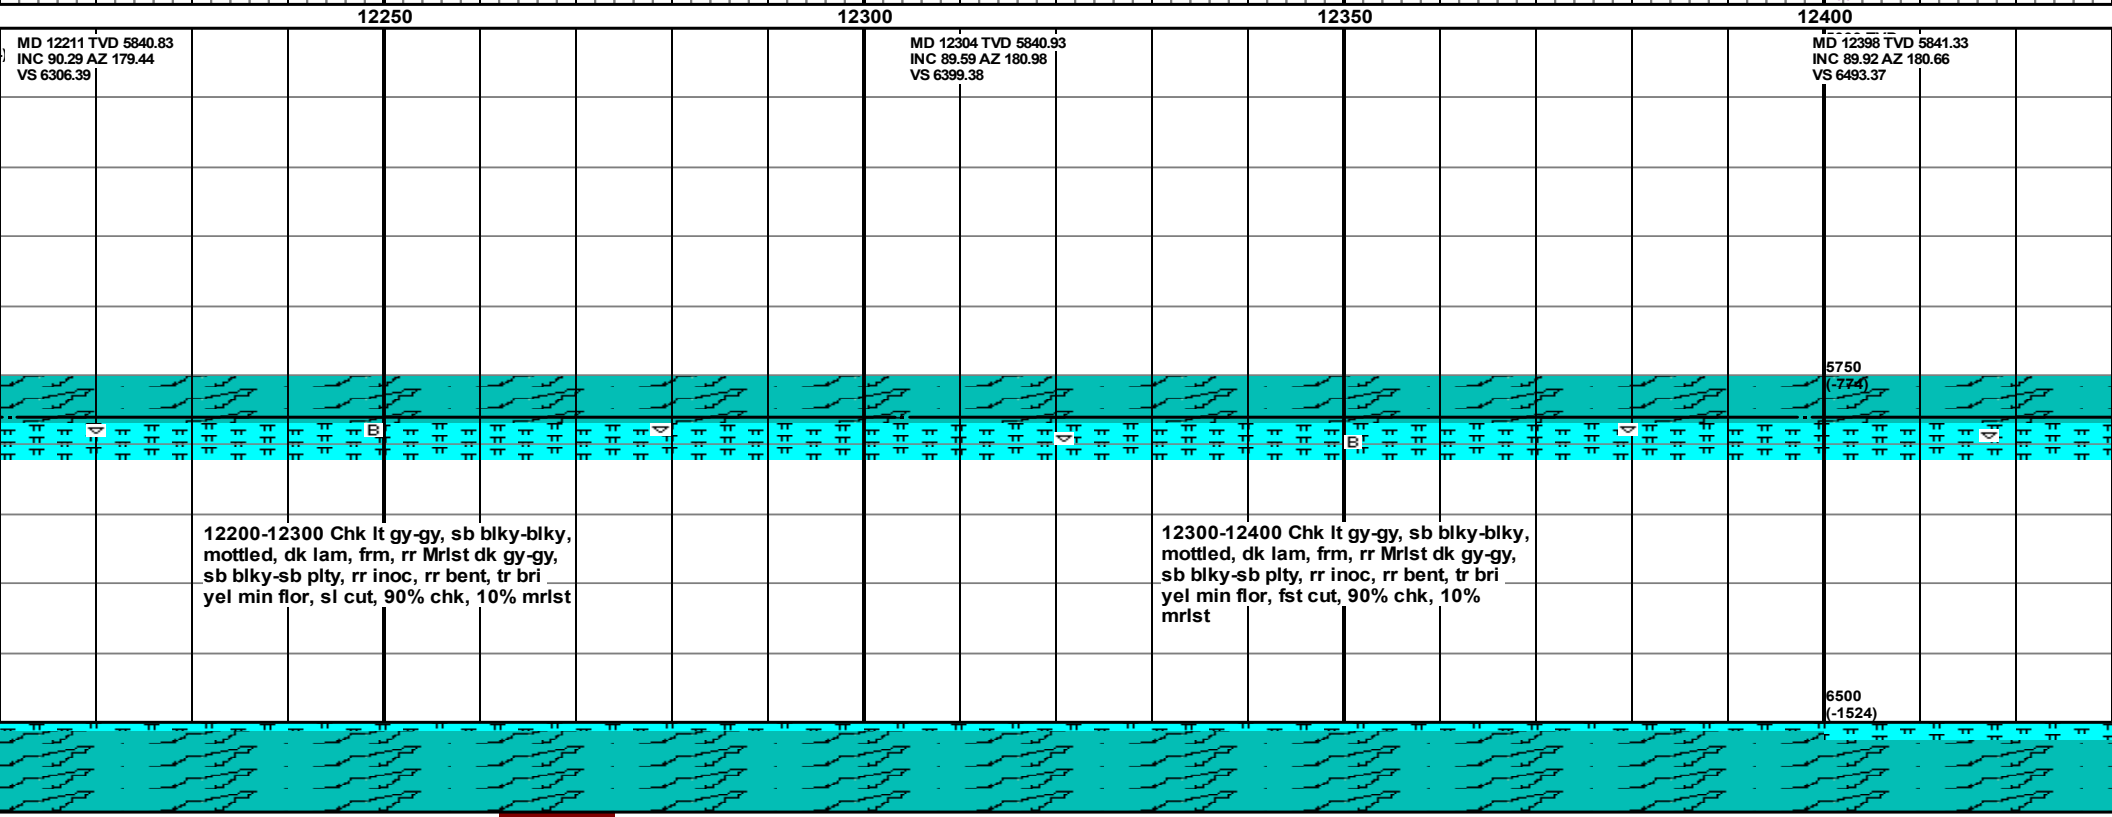 12250 12300 12350 12400
MD 12211 TVD 5840.83
INC 90.29 AZ 179.44
VS 6306.39
MD 12304 TVD 5840.93
INC 89.59 AZ 180.98
VS 6399.38
MD 12398 TVD 5841.33
INC 89.92 AZ 180.66
VS 6493.37
5750
(-774)
B
B
12200-12300 Chk lt gy-gy, sb blky-blky,
mottled, dk lam, frm, rr Mrlst dk gy-gy,
sb blky-sb plty, rr inoc, rr bent, tr bri
yel min flor, sl cut, 90% chk, 10% mrlst
12300-12400 Chk lt gy-gy, sb blky-blky,
mottled, dk lam, frm, rr Mrlst dk gy-gy,
sb blky-sb plty, rr inoc, rr bent, tr bri
yel min flor, fst cut, 90% chk, 10%
mrlst
6500
(-1524)